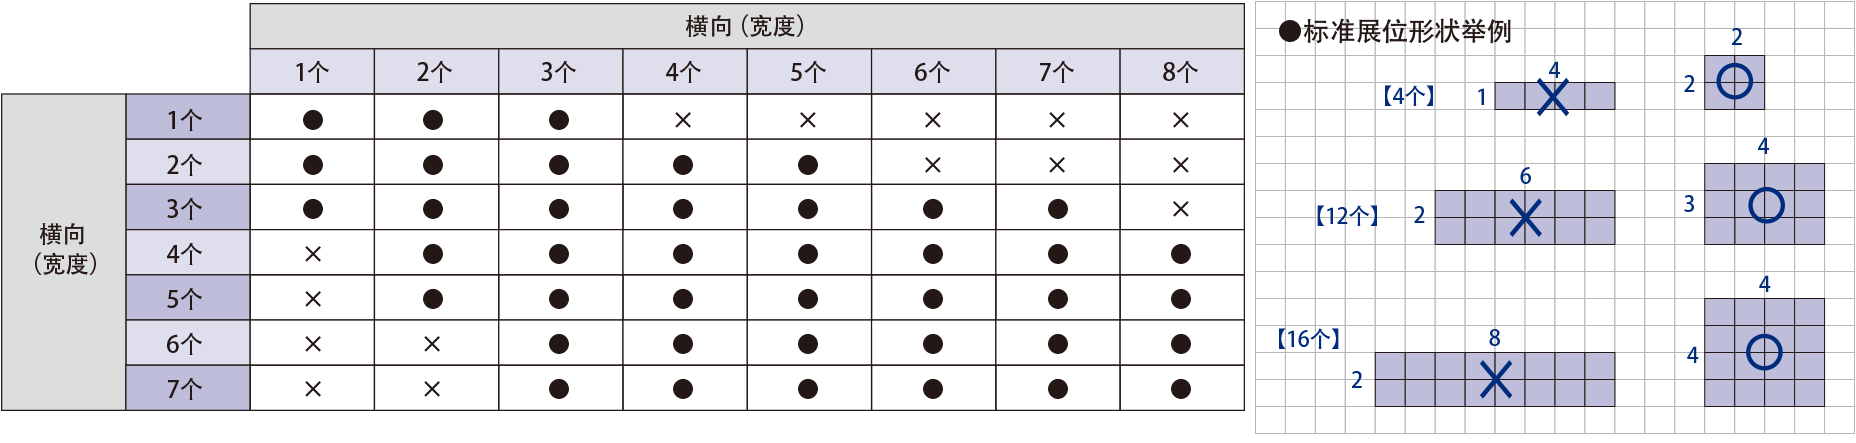 横向（宽度）
1个 2个 3个 4个 5个 6个 7个 8个
横向
（宽度）
1个 ● ● ● × × × × ×
2个 ● ● ● ● ● × × ×
3个 ● ● ● ● ● ● ● ×
4个 × ● ● ● ● ● ● ●
5个 × ● ● ● ● ● ● ●
6个 × × ● ● ● ● ● ●
7个 × × ● ● ● ● ● ●
●标准展位形状举例
【4个】 1 4 2 2
【12个】 2 6 3 4
【16个】 2 8 4 4